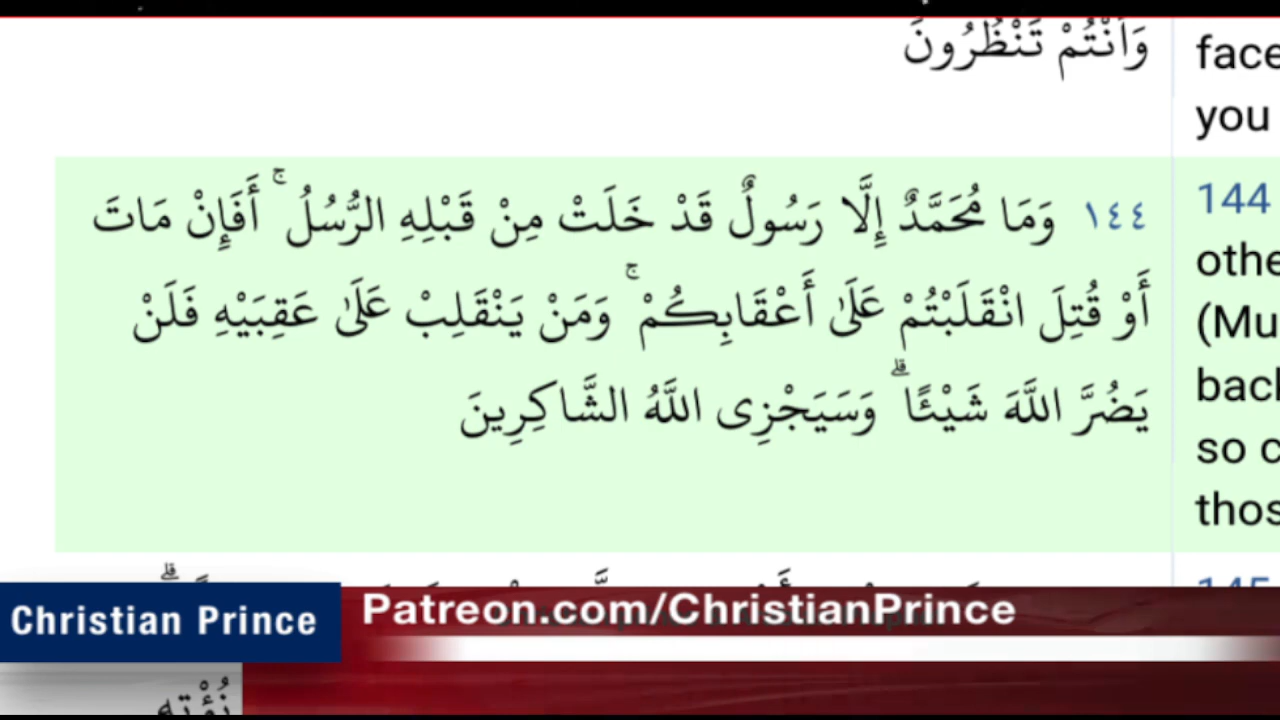 وَأَنْتُمْ تَنْظُرُونَ
face
you
١٤٤ وَمَا مُحَمَّدٌ إِلَّا رَسُولٌ قَدْ خَلَتْ مِنْ قَبْلِهِ الرُّسُلُ ۚ أَفَإِنْ مَاتَ
أَوْ قُتِلَ انْقَلَبْتُمْ عَلَىٰ أَعْقَابِكُمْ ۚ وَمَنْ يَنْقَلِبْ عَلَىٰ عَقِبَيْهِ فَلَنْ
يَضُرَّ اللَّهَ شَيْئًا ۗ وَسَيَجْزِى اللَّهُ الشَّاكِرِينَ
144
othe
(Mu
back
so c
thos
Christian Prince
Patreon.com/ChristianPrince